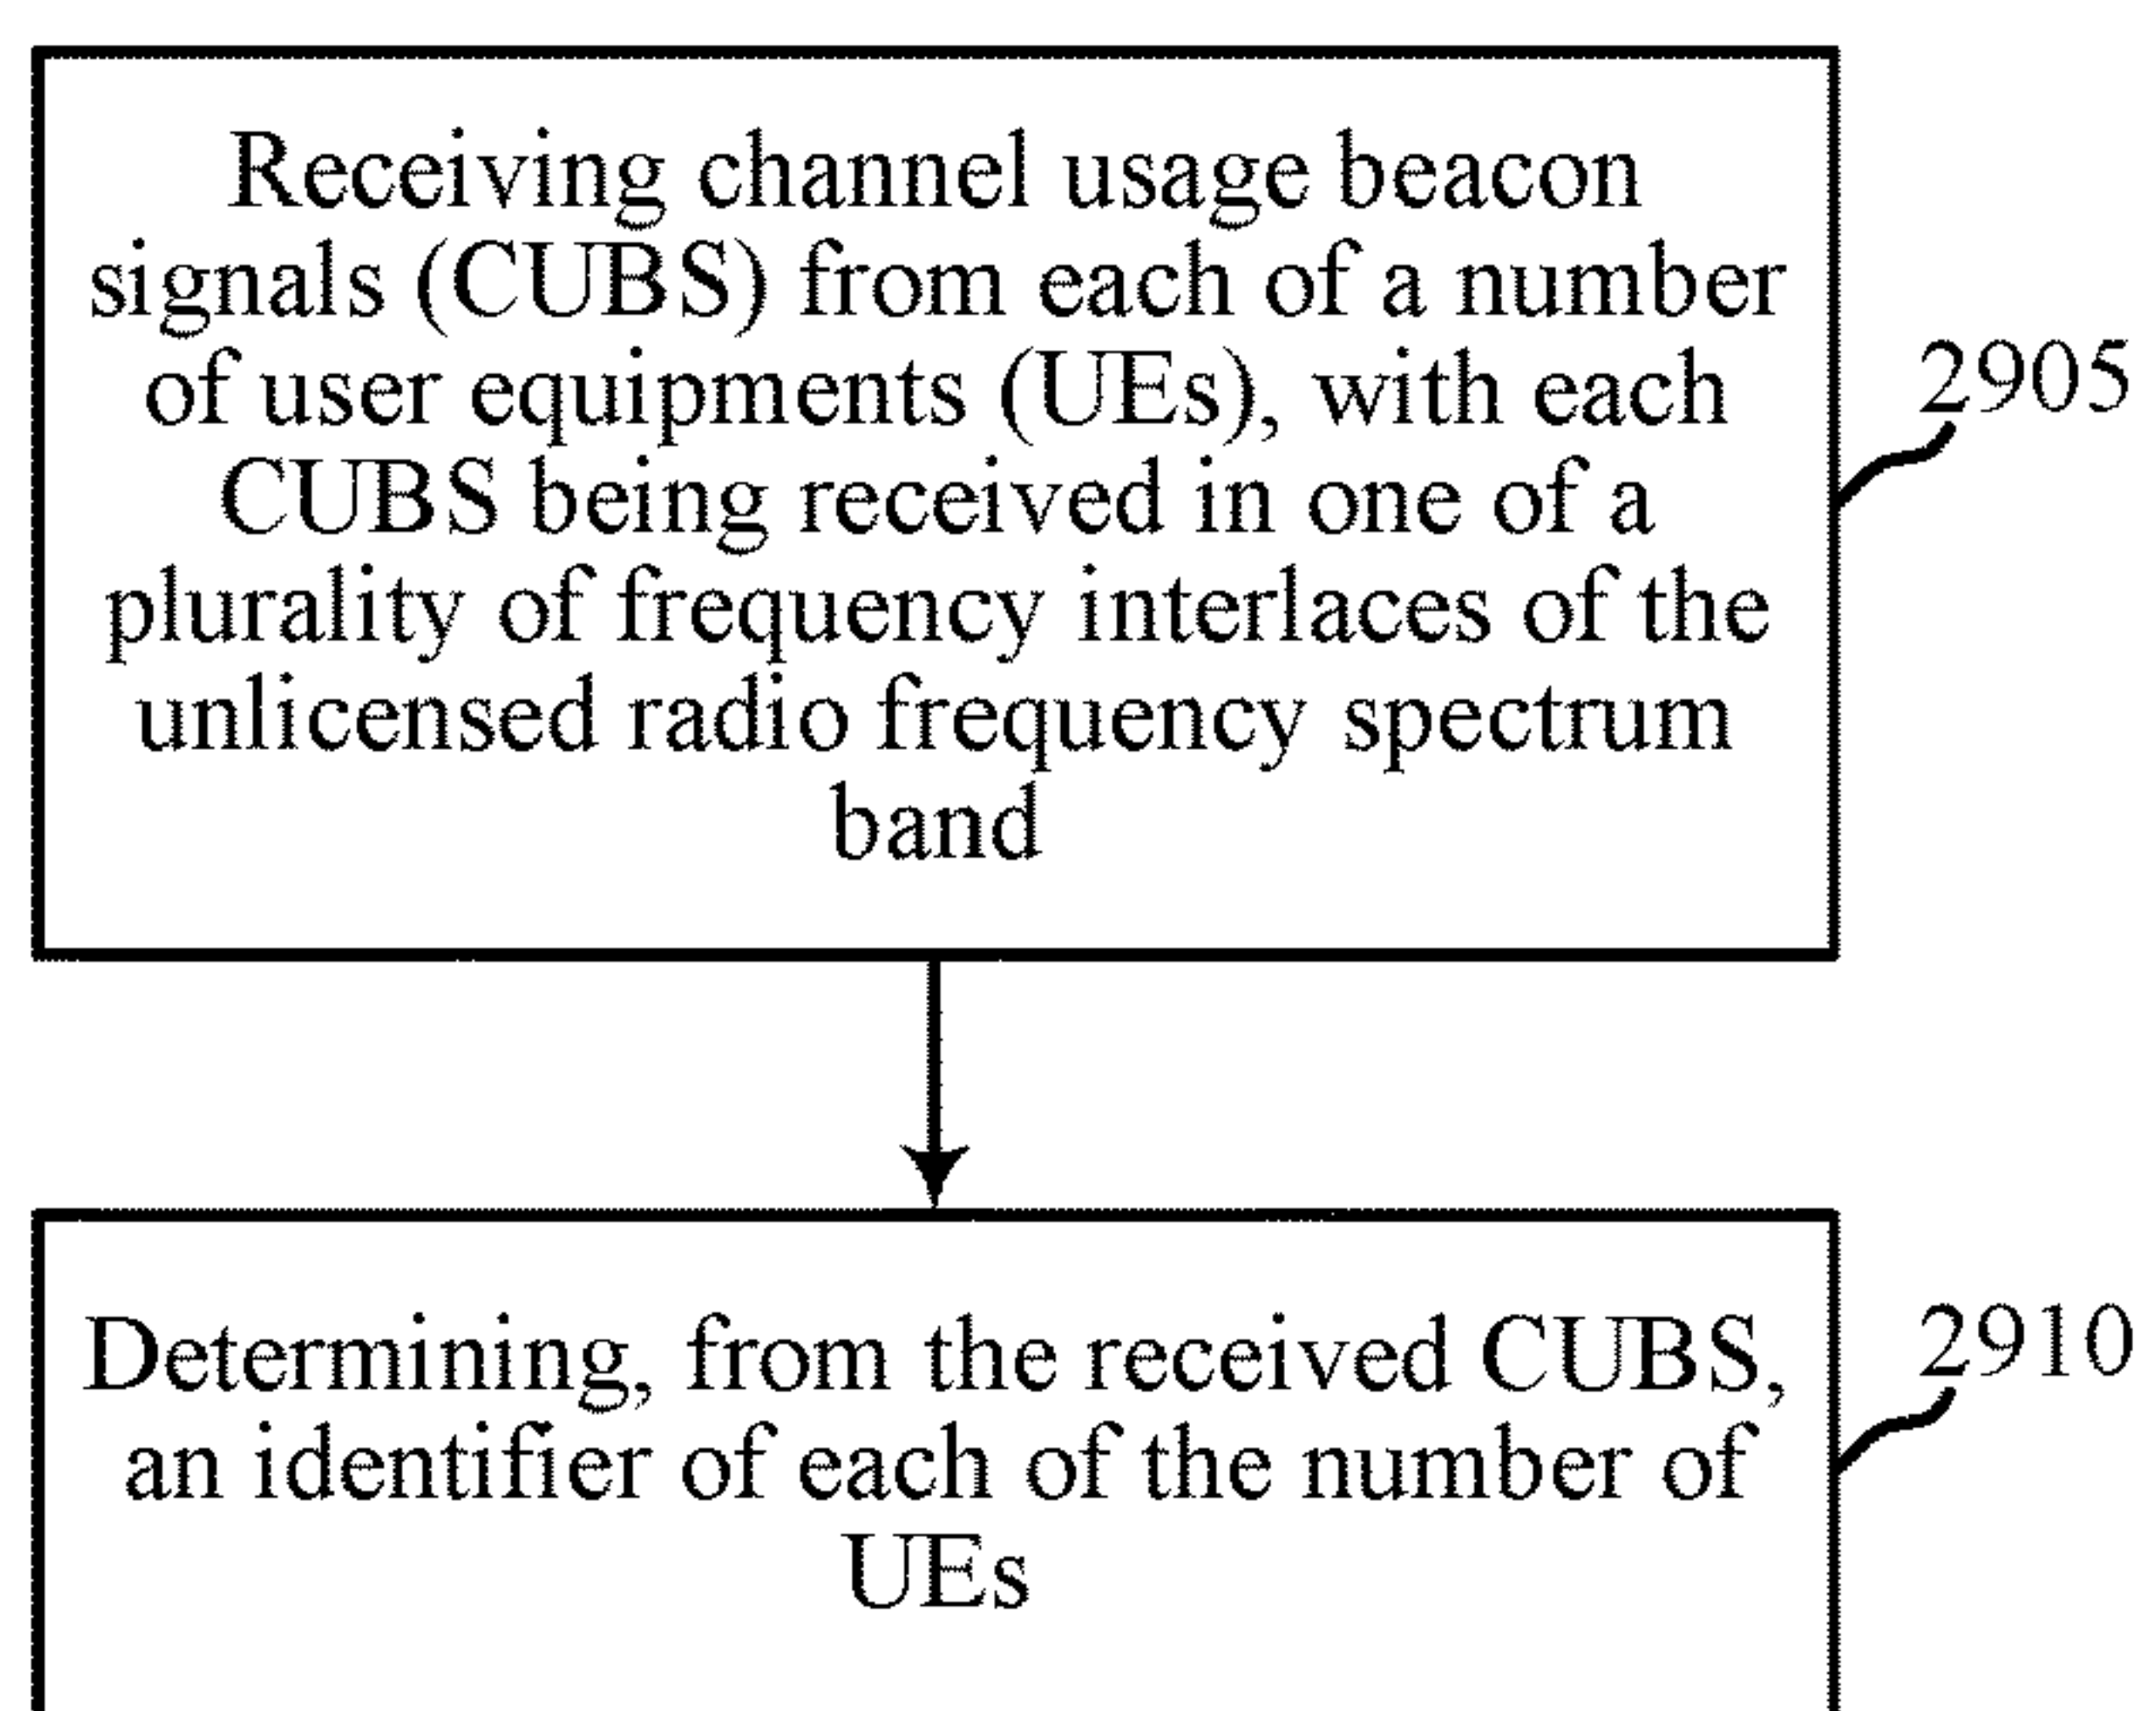 Receiving channel usage beacon
signals (CUBS) from each of a number
of user equipments (UEs), with each
CUBS being received in one of a
plurality of frequency interlaces of the
unlicensed radio frequency spectrum
band
2905
Determining, from the received CUBS,
an identifier of each of the number of
UEs
2910